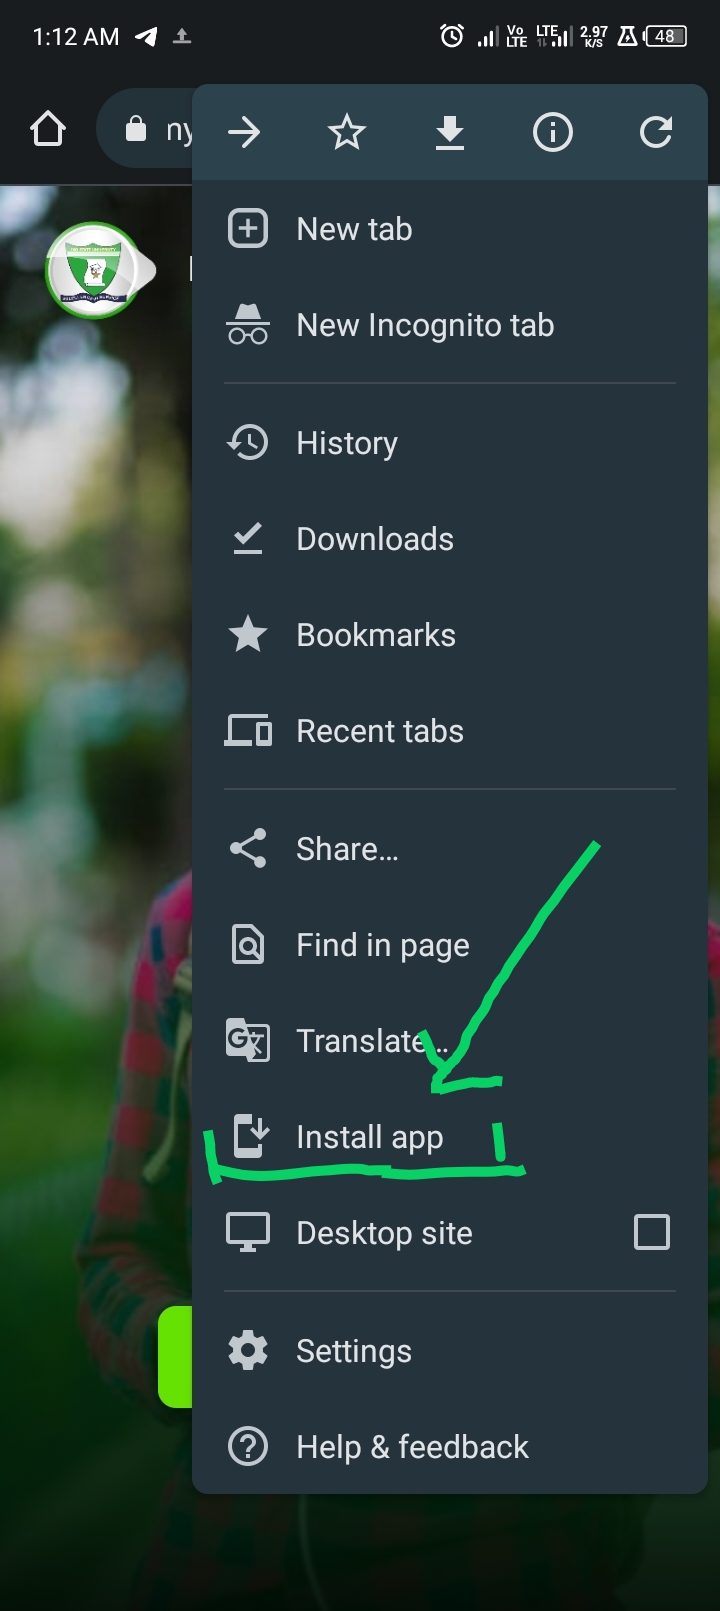 1:12 AM
Vo LTE LTE 2.97 K/S 48
ny
New tab
New Incognito tab
History
Downloads
Bookmarks
Recent tabs
Share...
Find in page
Translate...
Install app
Desktop site
Settings
Help & feedback